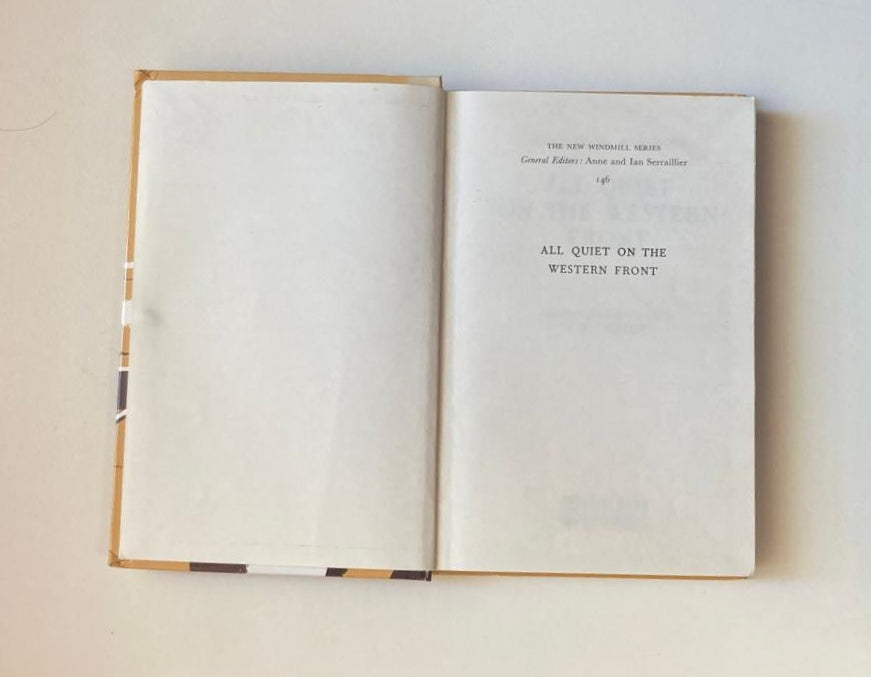 THE NEW WINDMILL SERIES
General Editors: Anne and Ian Serraillier
146
ALL QUIET ON THE
WESTERN FRONT